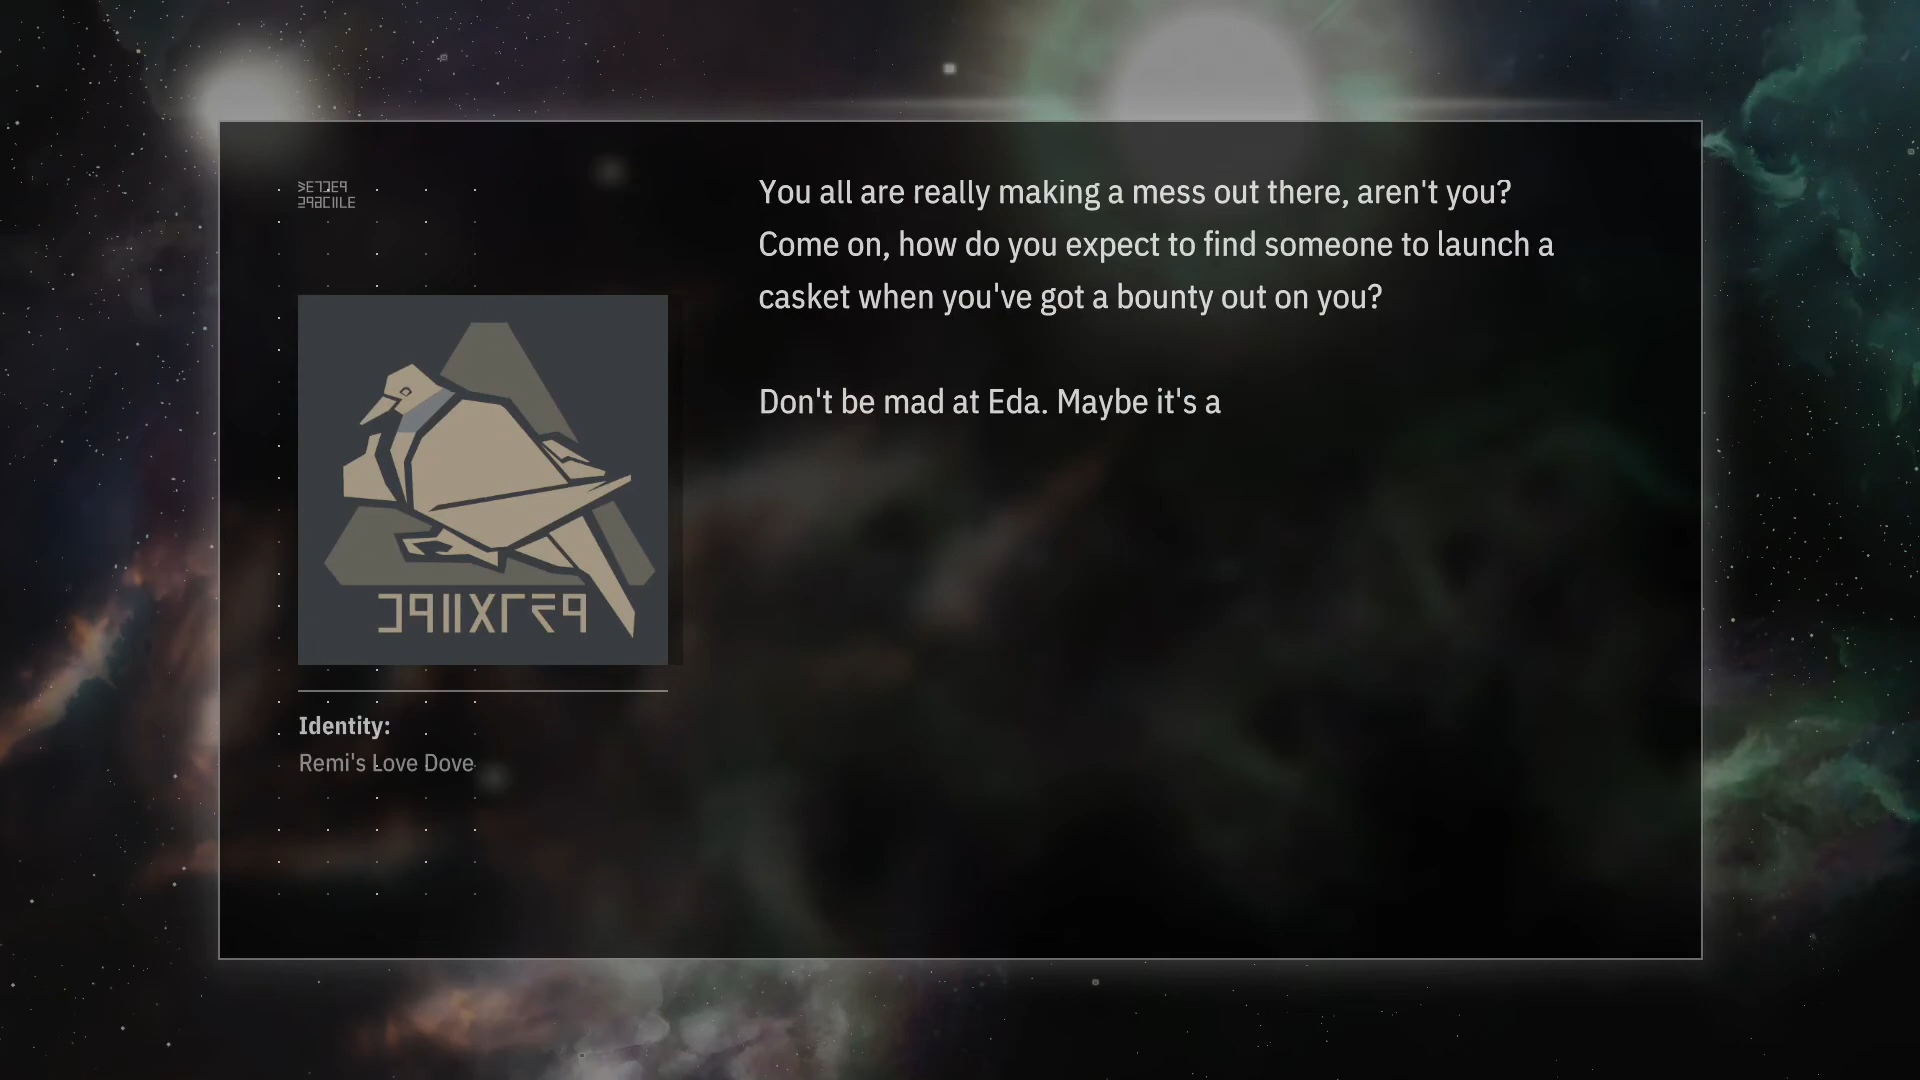 You all are really making a mess out there, aren't you?
Come on, how do you expect to find someone to launch a
casket when you've got a bounty out on you?
Don't be mad at Eda. Maybe it's a
Identity:
Remi's Love Dove